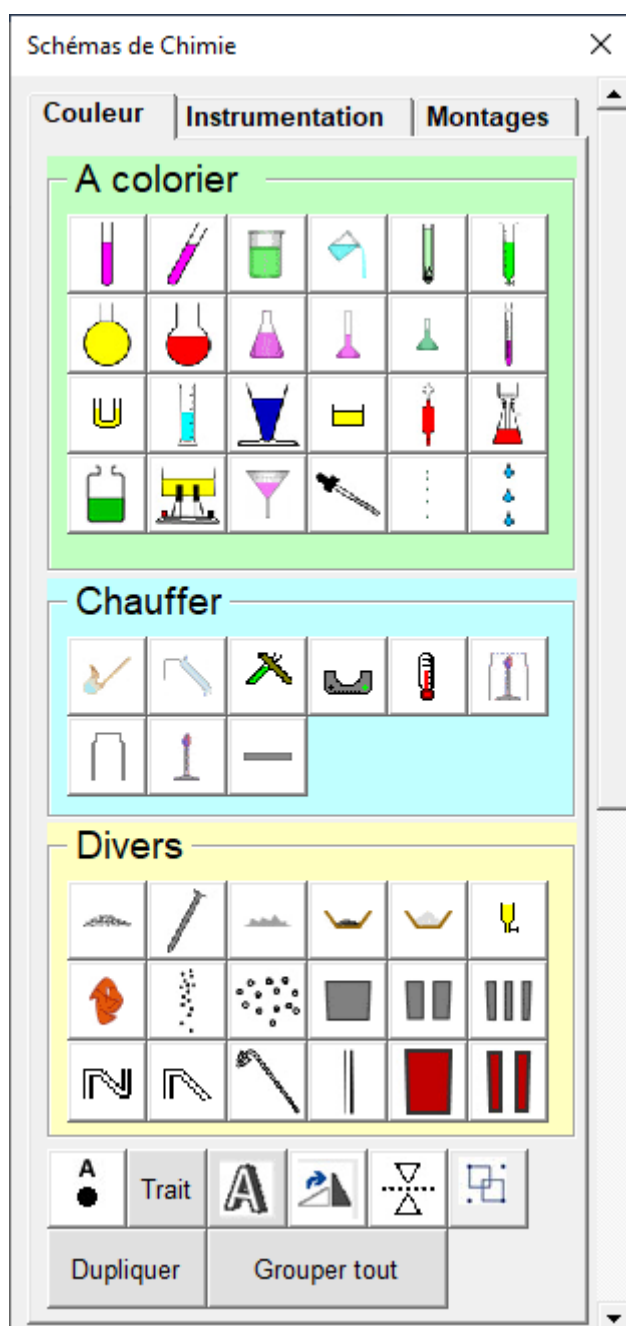 Schémas de Chimie
Couleur Instrumentation Montages
A colorier
Chauffer
Divers
A
Trait
A
Dupliquer Grouper tout